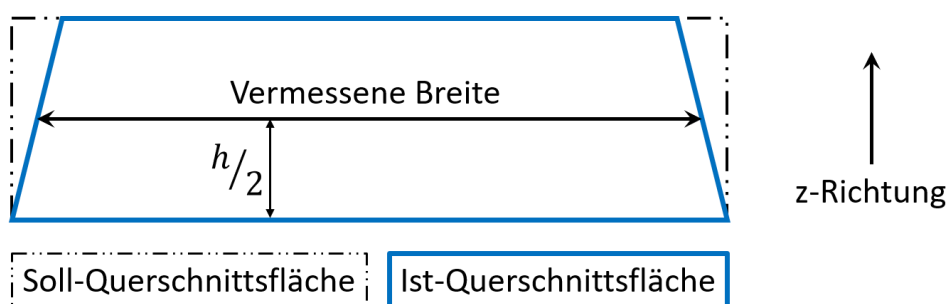 Vermessene Breite
h/2
z-Richtung
Soll-Querschnittsfläche
Ist-Querschnittsfläche